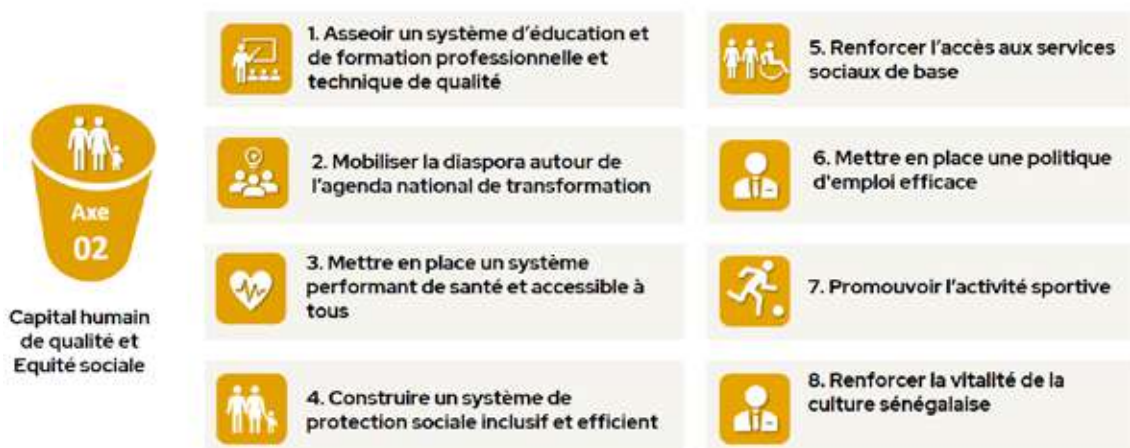 Axe
02
Capital humain
de qualité et
Equité sociale
1. Asseoir un système d'éducation et
de formation professionnelle et
technique de qualité
2. Mobiliser la diaspora autour de
l'agenda national de transformation
3. Mettre en place un système
performant de santé et accessible à
tous
4. Construire un système de
protection sociale inclusif et efficient
5. Renforcer l'accès aux services
sociaux de base
6. Mettre en place une politique
d'emploi efficace
7. Promouvoir l'activité sportive
8. Renforcer la vitalité de la
culture sénégalaise